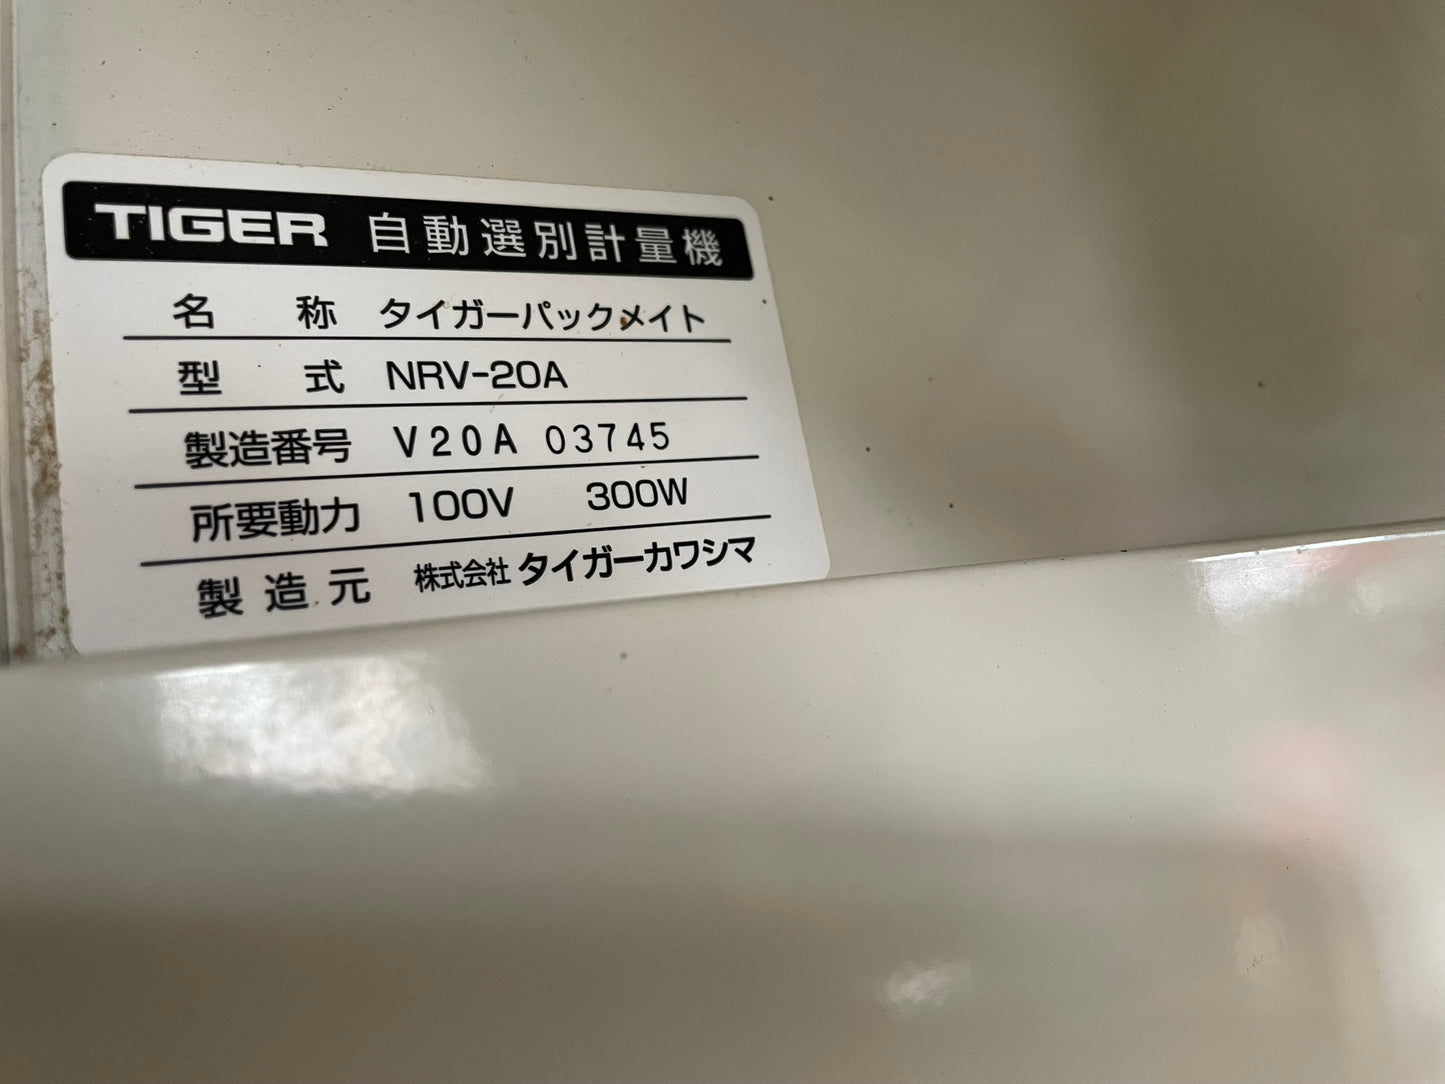 TIGER 自動選別計量機
名称 タイガーパックメイト
型式 NRV-20A
製造番号 V20A 03745
所要動力 100V 300W
製造元 株式会社タイガーカワシマ